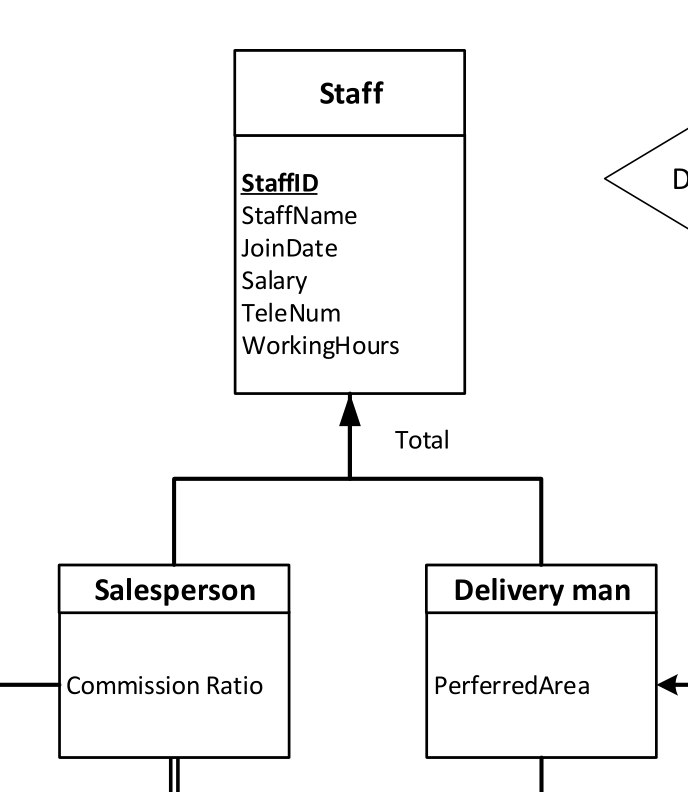 Staff
D
StaffID
StaffName
JoinDate
Salary
TeleNum
WorkingHours
Total
Salesperson
Delivery man
Commission Ratio
PerferredArea